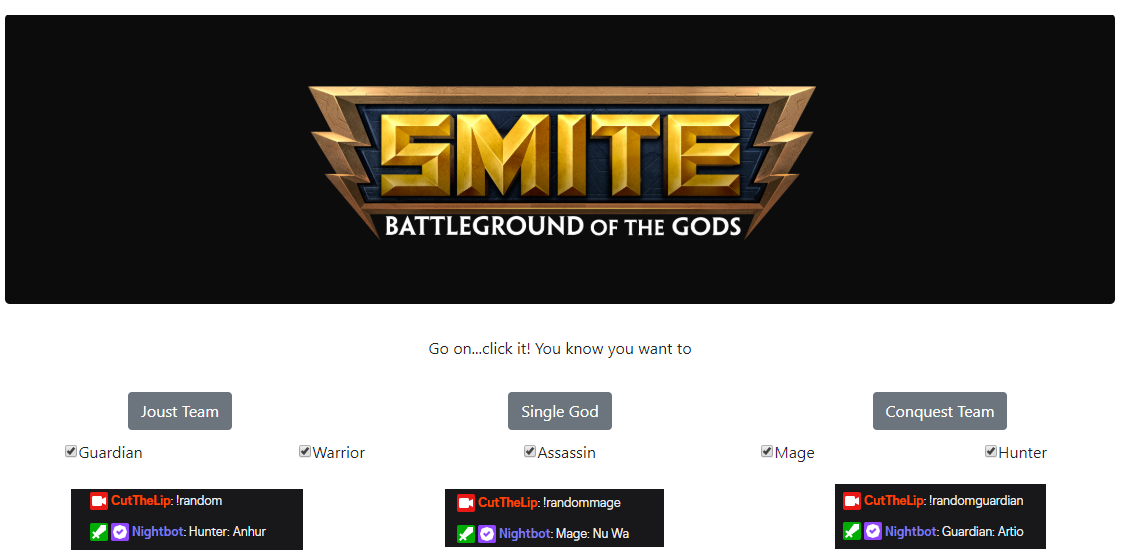 SMITE
BATTLEGROUND OF THE GODS
Go on...click it! You know you want to
Joust Team Single God Conquest Team
Guardian Warrior Assassin Mage Hunter
CutTheLip: !random
Nightbot: Hunter: Anhur
CutTheLip: !randommage
Nightbot: Mage: Nu Wa
CutTheLip: !randomguardian
Nightbot: Guardian: Artio